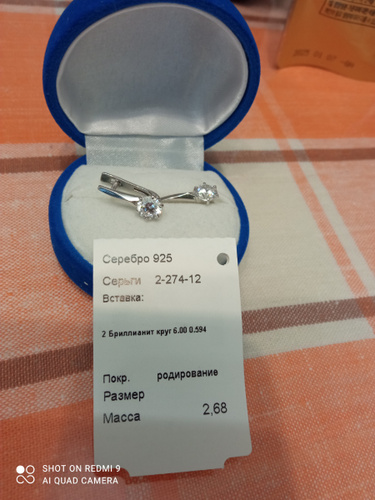 Серебро 925
Серьги 2-274-12
Вставка:
2 Бриллианит круг 6.00 0.594
Покр. родирование
Размер
Масса 2,68
SHOT ON REDMI 9
AI QUAD CAMERA